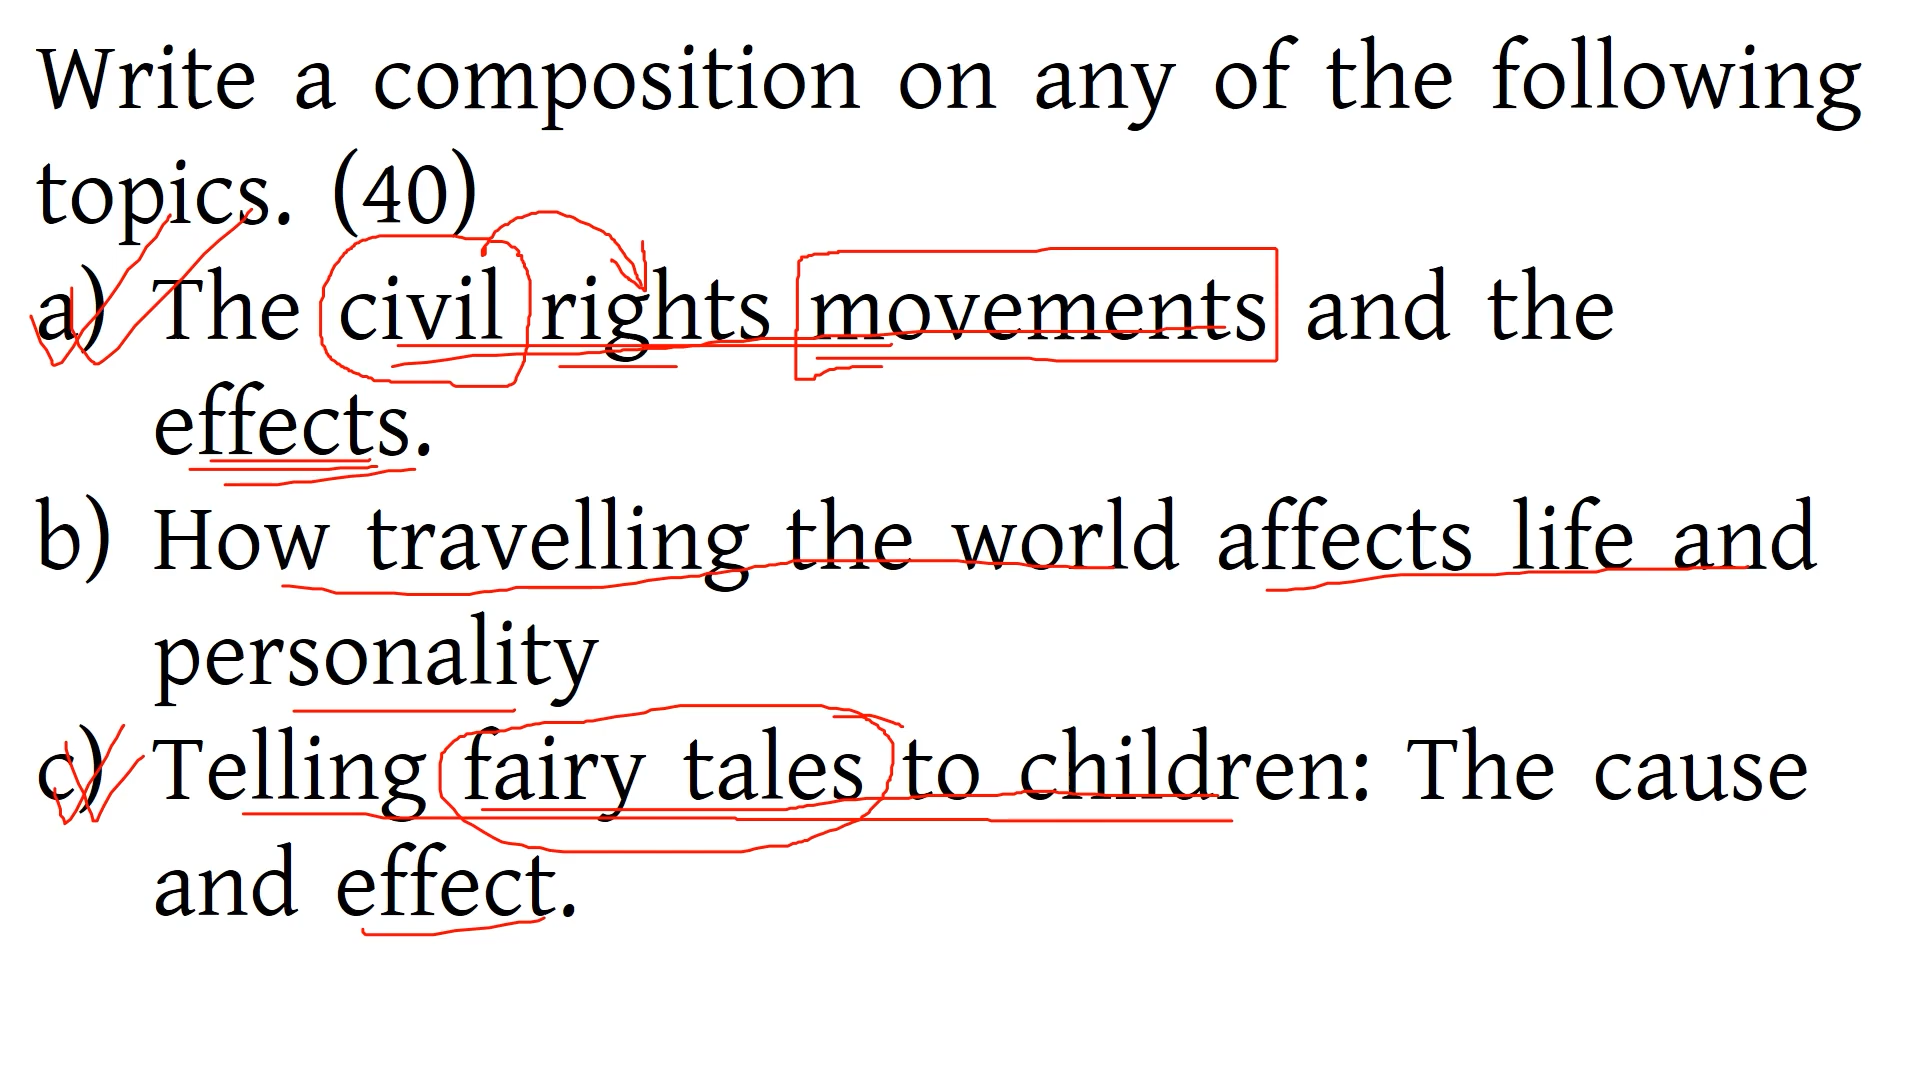 Write a composition on any of the following
topics. (40)
a) The civil rights movements and the
effects.
b) How travelling the world affects life and
personality
c) Telling fairy tales to children: The cause
and effect.